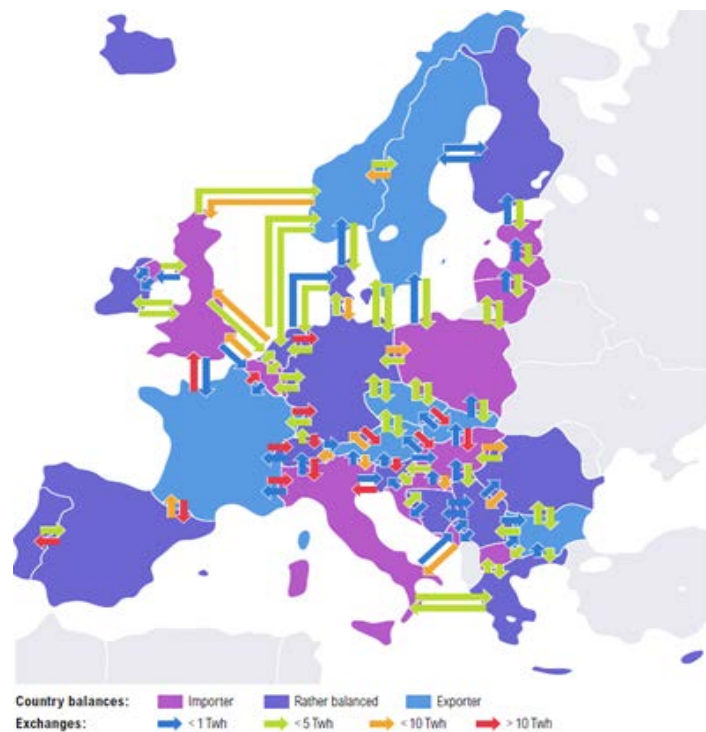 Country balances: Importer Rather balanced Exporter
Exchanges: < 1 Twh < 5 Twh < 10 Twh > 10 Twh